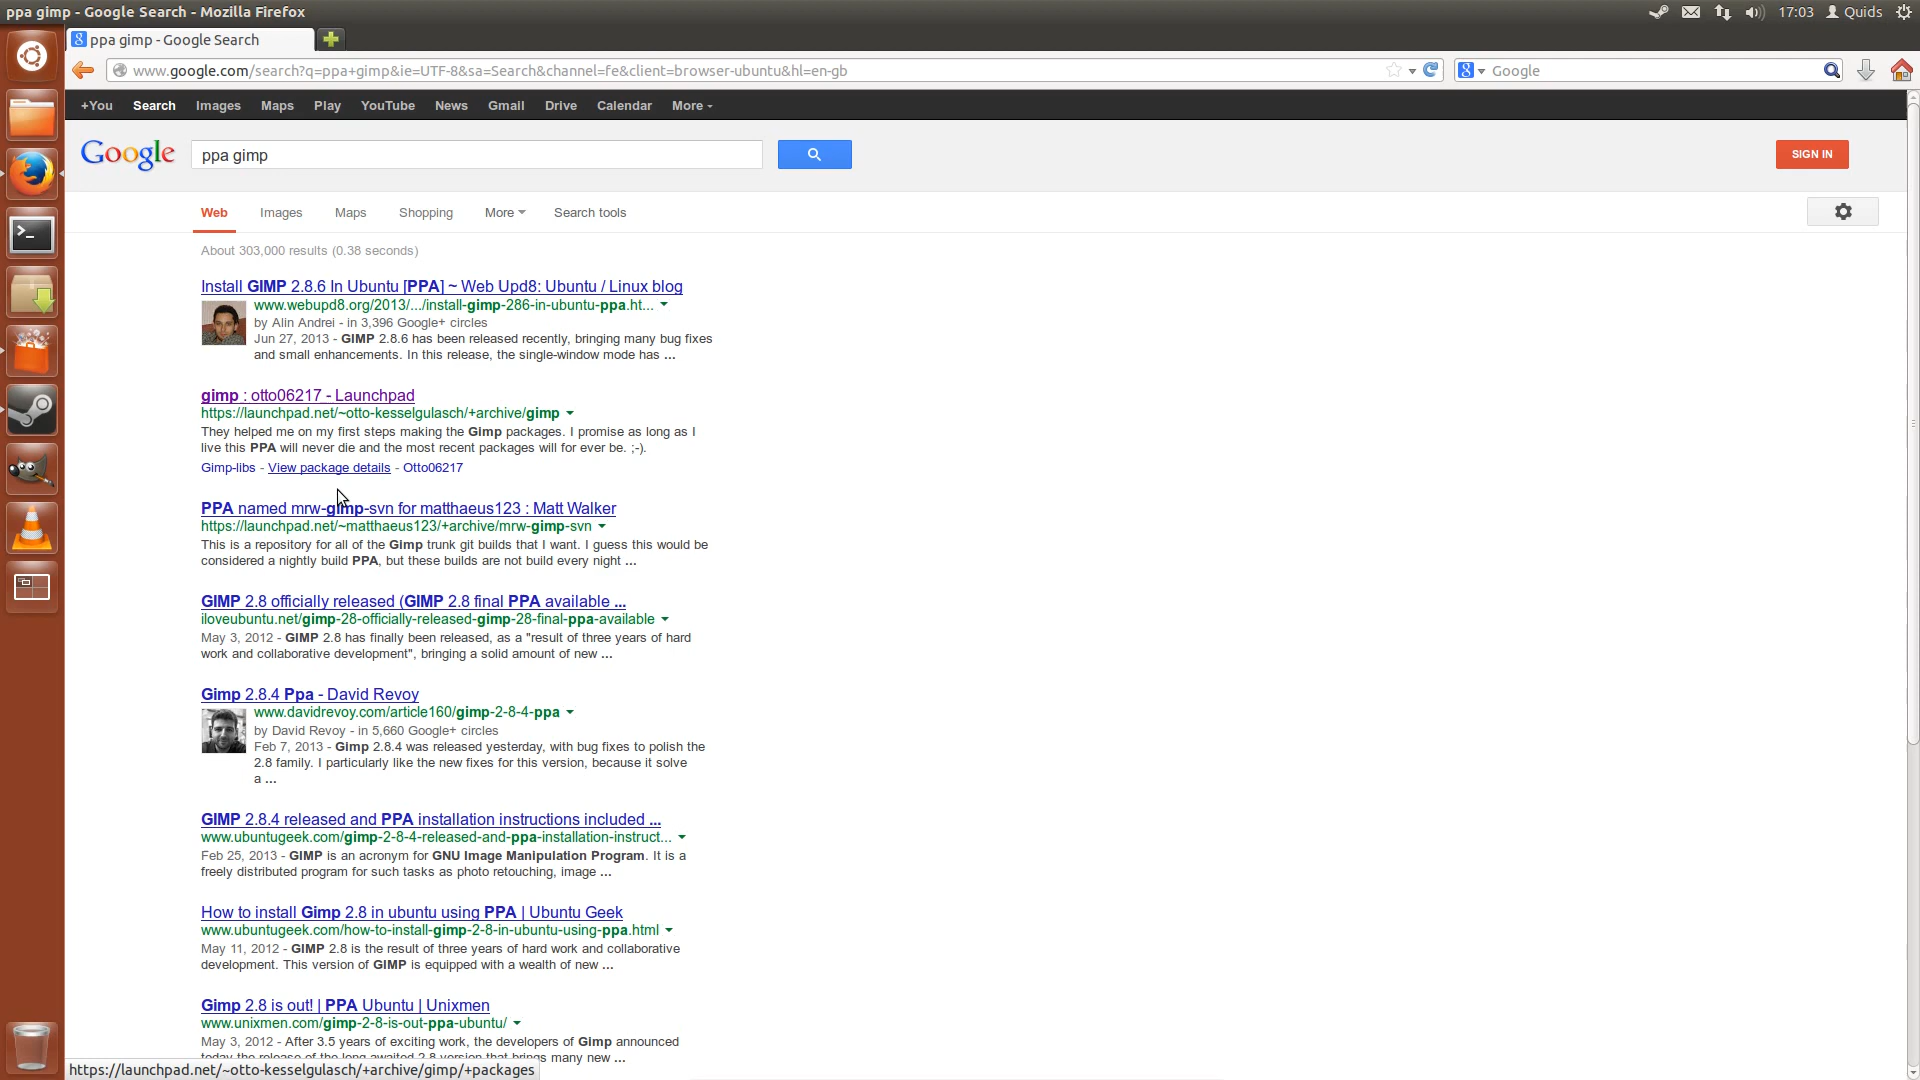 ppa gimp - Google Search - Mozilla Firefox
17:03 Quids
ppa gimp - Google Search
www.google.com/search?q=ppa+gimp&ie=UTF-8&sa=Search&channel=fe&client=browser-ubuntu&hl=en-gb
Google
+You Search Images Maps Play YouTube News Gmail Drive Calendar More
Google
ppa gimp
SIGN IN
Web Images Maps Shopping More Search tools
About 303,000 results (0.38 seconds)
Install GIMP 2.8.6 In Ubuntu [PPA] ~ Web Upd8: Ubuntu / Linux blog
www.webupd8.org/2013/.../install-gimp-286-in-ubuntu-ppa.ht...
by Alin Andrei - in 3,396 Google+ circles
Jun 27, 2013 - GIMP 2.8.6 has been released recently, bringing many bug fixes
and small enhancements. In this release, the single-window mode has ...
gimp : otto06217 - Launchpad
https://launchpad.net/~otto-kesselgulasch/+archive/gimp
They helped me on my first steps making the Gimp packages. I promise as long as I
live this PPA will never die and the most recent packages will for ever be. ;-).
Gimp-libs - View package details - Otto06217
PPA named mrw-gimp-svn for matthaeus123 : Matt Walker
https://launchpad.net/~matthaeus123/+archive/mrw-gimp-svn
This is a repository for all of the Gimp trunk git builds that I want. I guess this would be
considered a nightly build PPA, but these builds are not build every night ...
GIMP 2.8 officially released (GIMP 2.8 final PPA available ...
iloveubuntu.net/gimp-28-officially-released-gimp-28-final-ppa-available
May 3, 2012 - GIMP 2.8 has finally been released, as a "result of three years of hard
work and collaborative development", bringing a solid amount of new ...
Gimp 2.8.4 Ppa - David Revoy
www.davidrevoy.com/article160/gimp-2-8-4-ppa
by David Revoy - in 5,660 Google+ circles
Feb 7, 2013 - Gimp 2.8.4 was released yesterday, with bug fixes to polish the
2.8 family. I particularly like the new fixes for this version, because it solve
a ...
GIMP 2.8.4 released and PPA installation instructions included ...
www.ubuntugeek.com/gimp-2-8-4-released-and-ppa-installation-instruct...
Feb 25, 2013 - GIMP is an acronym for GNU Image Manipulation Program. It is a
freely distributed program for such tasks as photo retouching, image ...
How to install Gimp 2.8 in ubuntu using PPA | Ubuntu Geek
www.ubuntugeek.com/how-to-install-gimp-2-8-in-ubuntu-using-ppa.html
May 11, 2012 - GIMP 2.8 is the result of three years of hard work and collaborative
development. This version of GIMP is equipped with a wealth of new ...
Gimp 2.8 is out! | PPA Ubuntu | Unixmen
www.unixmen.com/gimp-2-8-is-out-ppa-ubuntu/
May 3, 2012 - After 3.5 years of exciting work, the developers of Gimp announced
today the release of the long awaited 2.8 version that brings many new ...
https://launchpad.net/~otto-kesselgulasch/+archive/gimp/+packages